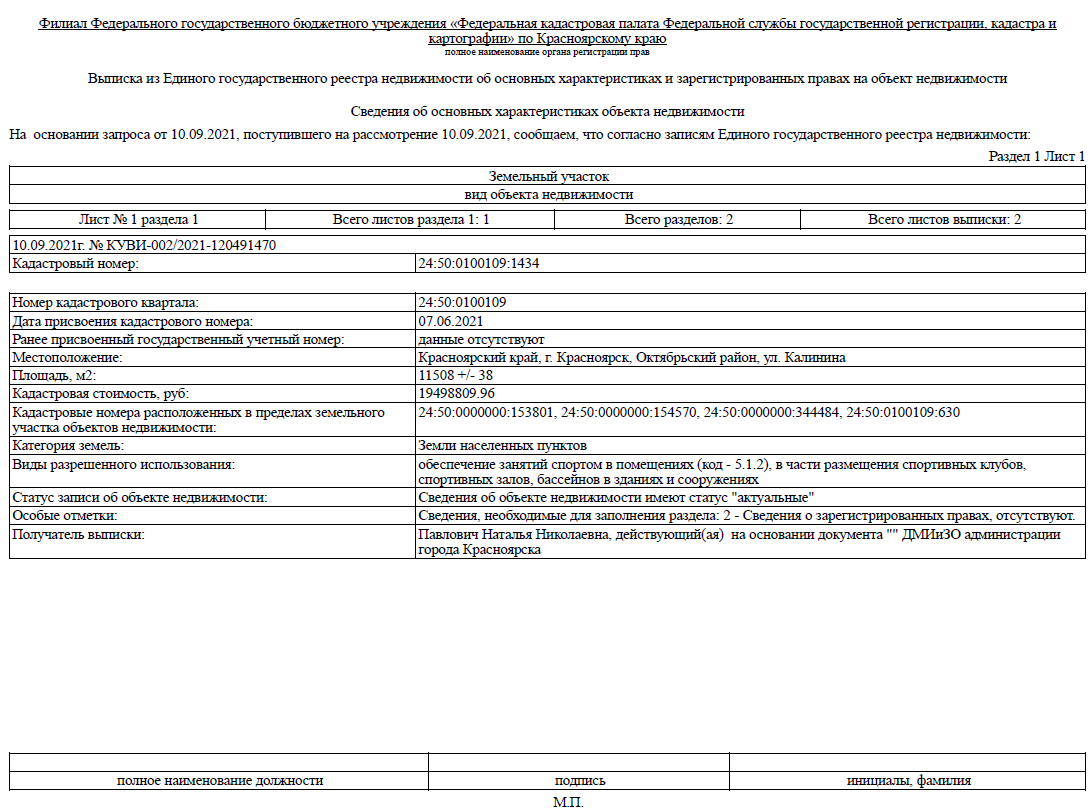 Филиал Федерального государственного бюджетного учреждения «Федеральная кадастровая палата Федеральной службы государственной регистрации, кадастра и
картографии» по Красноярскому краю
полное наименование органа регистрации прав
Выписка из Единого государственного реестра недвижимости об основных характеристиках и зарегистрированных правах на объект недвижимости
Сведения об основных характеристиках объекта недвижимости
На основании запроса от 10.09.2021, поступившего на рассмотрение 10.09.2021, сообщаем, что согласно записям Единого государственного реестра недвижимости:
Раздел 1 Лист 1
Земельный участок
вид объекта недвижимости
Лист № 1 раздела 1 Всего листов раздела 1: 1 Всего разделов: 2 Всего листов выписки: 2
10.09.2021г. № КУВИ-002/2021-120491470
Кадастровый номер: 24:50:0100109:1434
Номер кадастрового квартала: 24:50:0100109
Дата присвоения кадастрового номера: 07.06.2021
Ранее присвоенный государственный учетный номер: данные отсутствуют
Местоположение: Красноярский край, г. Красноярск, Октябрьский район, ул. Калинина
Площадь, м2: 11508 +/- 38
Кадастровая стоимость, руб: 19498809.96
Кадастровые номера расположенных в пределах земельного 24:50:0000000:153801, 24:50:0000000:154570, 24:50:0000000:344484, 24:50:0100109:630
участка объектов недвижимости:
Категория земель: Земли населенных пунктов
Виды разрешенного использования: обеспечение занятий спортом в помещениях (код - 5.1.2), в части размещения спортивных клубов,
спортивных залов, бассейнов в зданиях и сооружениях
Статус записи об объекте недвижимости: Сведения об объекте недвижимости имеют статус "актуальные"
Особые отметки: Сведения, необходимые для заполнения раздела: 2 - Сведения о зарегистрированных правах, отсутствуют.
Получатель выписки: Павлович Наталья Николаевна, действующий(ая) на основании документа "" ДМИиЗО администрации
города Красноярска
полное наименование должности подпись инициалы, фамилия
М.П.